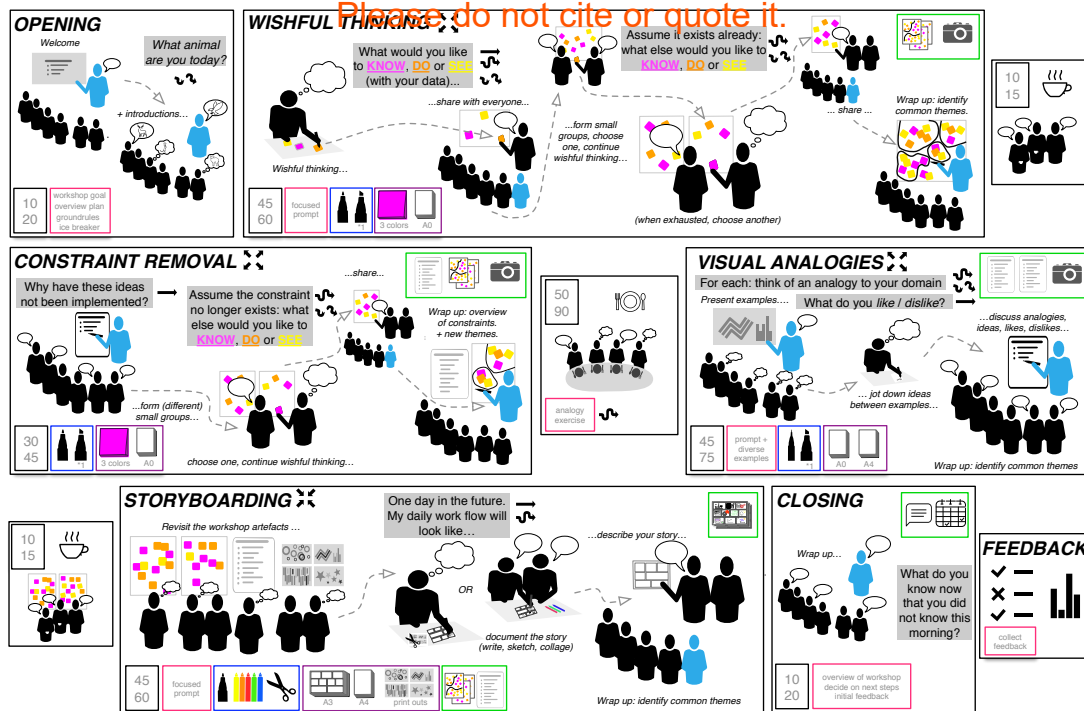 Please do not cite or quote it.
OPENING
Welcome
What animal
are you today?
+ introductions…
10
20
workshop goal
overview plan
groundrules
ice breaker
WISHFUL THINKING
What would you like
to KNOW, DO or SEE
(with your data)...
Wishful thinking…
...share with everyone...
...form small
groups, choose
one, continue
wishful thinking…
Assume it exists already:
what else would you like to
KNOW, DO or SEE
(when exhausted, choose another)
... share ...
Wrap up: identify
common themes.
45
60
focused
prompt
*1
3 colors
A0
10
15
CONSTRAINT REMOVAL
Why have these ideas
not been implemented?
Assume the constraint
no longer exists: what
else would you like to
KNOW, DO or SEE
...share...
Wrap up: overview
of constraints.
+ new themes.
...form (different)
small groups…
choose one, continue wishful thinking…
30
45
*1
3 colors
A0
50
90
analogy
exercise
VISUAL ANALOGIES
For each: think of an analogy to your domain
Present examples….
What do you like / dislike?
…discuss analogies,
ideas, likes, dislikes…
… jot down ideas
between examples…
45
75
prompt +
diverse
examples
*1
A0
A4
Wrap up: identify common themes
10
15
STORYBOARDING
Revisit the workshop artefacts …
One day in the future.
My daily work flow will
look like…
OR
document the story
(write, sketch, collage)
…describe your story…
Wrap up: identify common themes
45
60
focused
prompt
A3
A4
print outs
CLOSING
Wrap up…
What do you
know now
that you did
not know this
morning?
10
20
overview of workshop
decide on next steps
initial feedback
FEEDBACK
collect
feedback